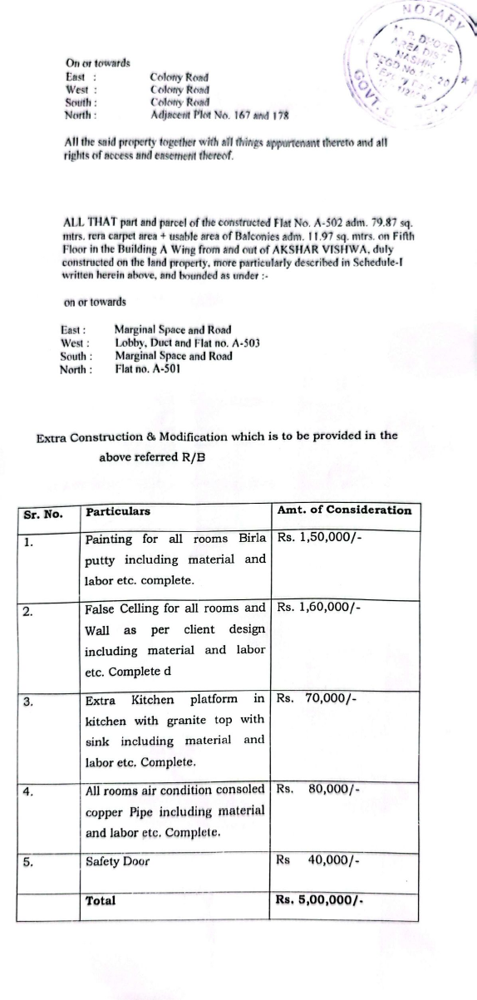 NOTARY
AREA DIST.
NASHIK
On or towards
East : Colony Road
West : Colony Road
South : Colony Road
North : Adjacent Plot No. 167 and 178
All the said property together with all things appurtenant thereto and all
rights of access and easement thereof.
ALL THAT part and parcel of the constructed Flat No. A-502 adm. 79.87 sq.
mtrs. rera carpet area + usable area of Balconies adm. 11.97 sq. mtrs. on Fifth
Floor in the Building A Wing from and out of AKSHAR VISHWA, duly
constructed on the land property, more particularly described in Schedule-I
written herein above, and bounded as under :-
on or towards
East : Marginal Space and Road
West : Lobby, Duct and Flat no. A-503
South : Marginal Space and Road
North : Flat no. A-501
Extra Construction & Modification which is to be provided in the
above referred R/B
Sr. No. Particulars Amt. of Consideration
1. Painting for all rooms Birla Rs. 1,50,000/-
putty including material and
labor etc. complete.
2. False Celling for all rooms and Rs. 1,60,000/-
Wall as per client design
including material and labor
etc. Complete d
3. Extra Kitchen platform in Rs. 70,000/-
kitchen with granite top with
sink including material and
labor etc. Complete.
4. All rooms air condition consoled Rs. 80,000/-
copper Pipe including material
and labor etc. Complete.
5. Safety Door Rs 40,000/-
Total Rs. 5,00,000/-